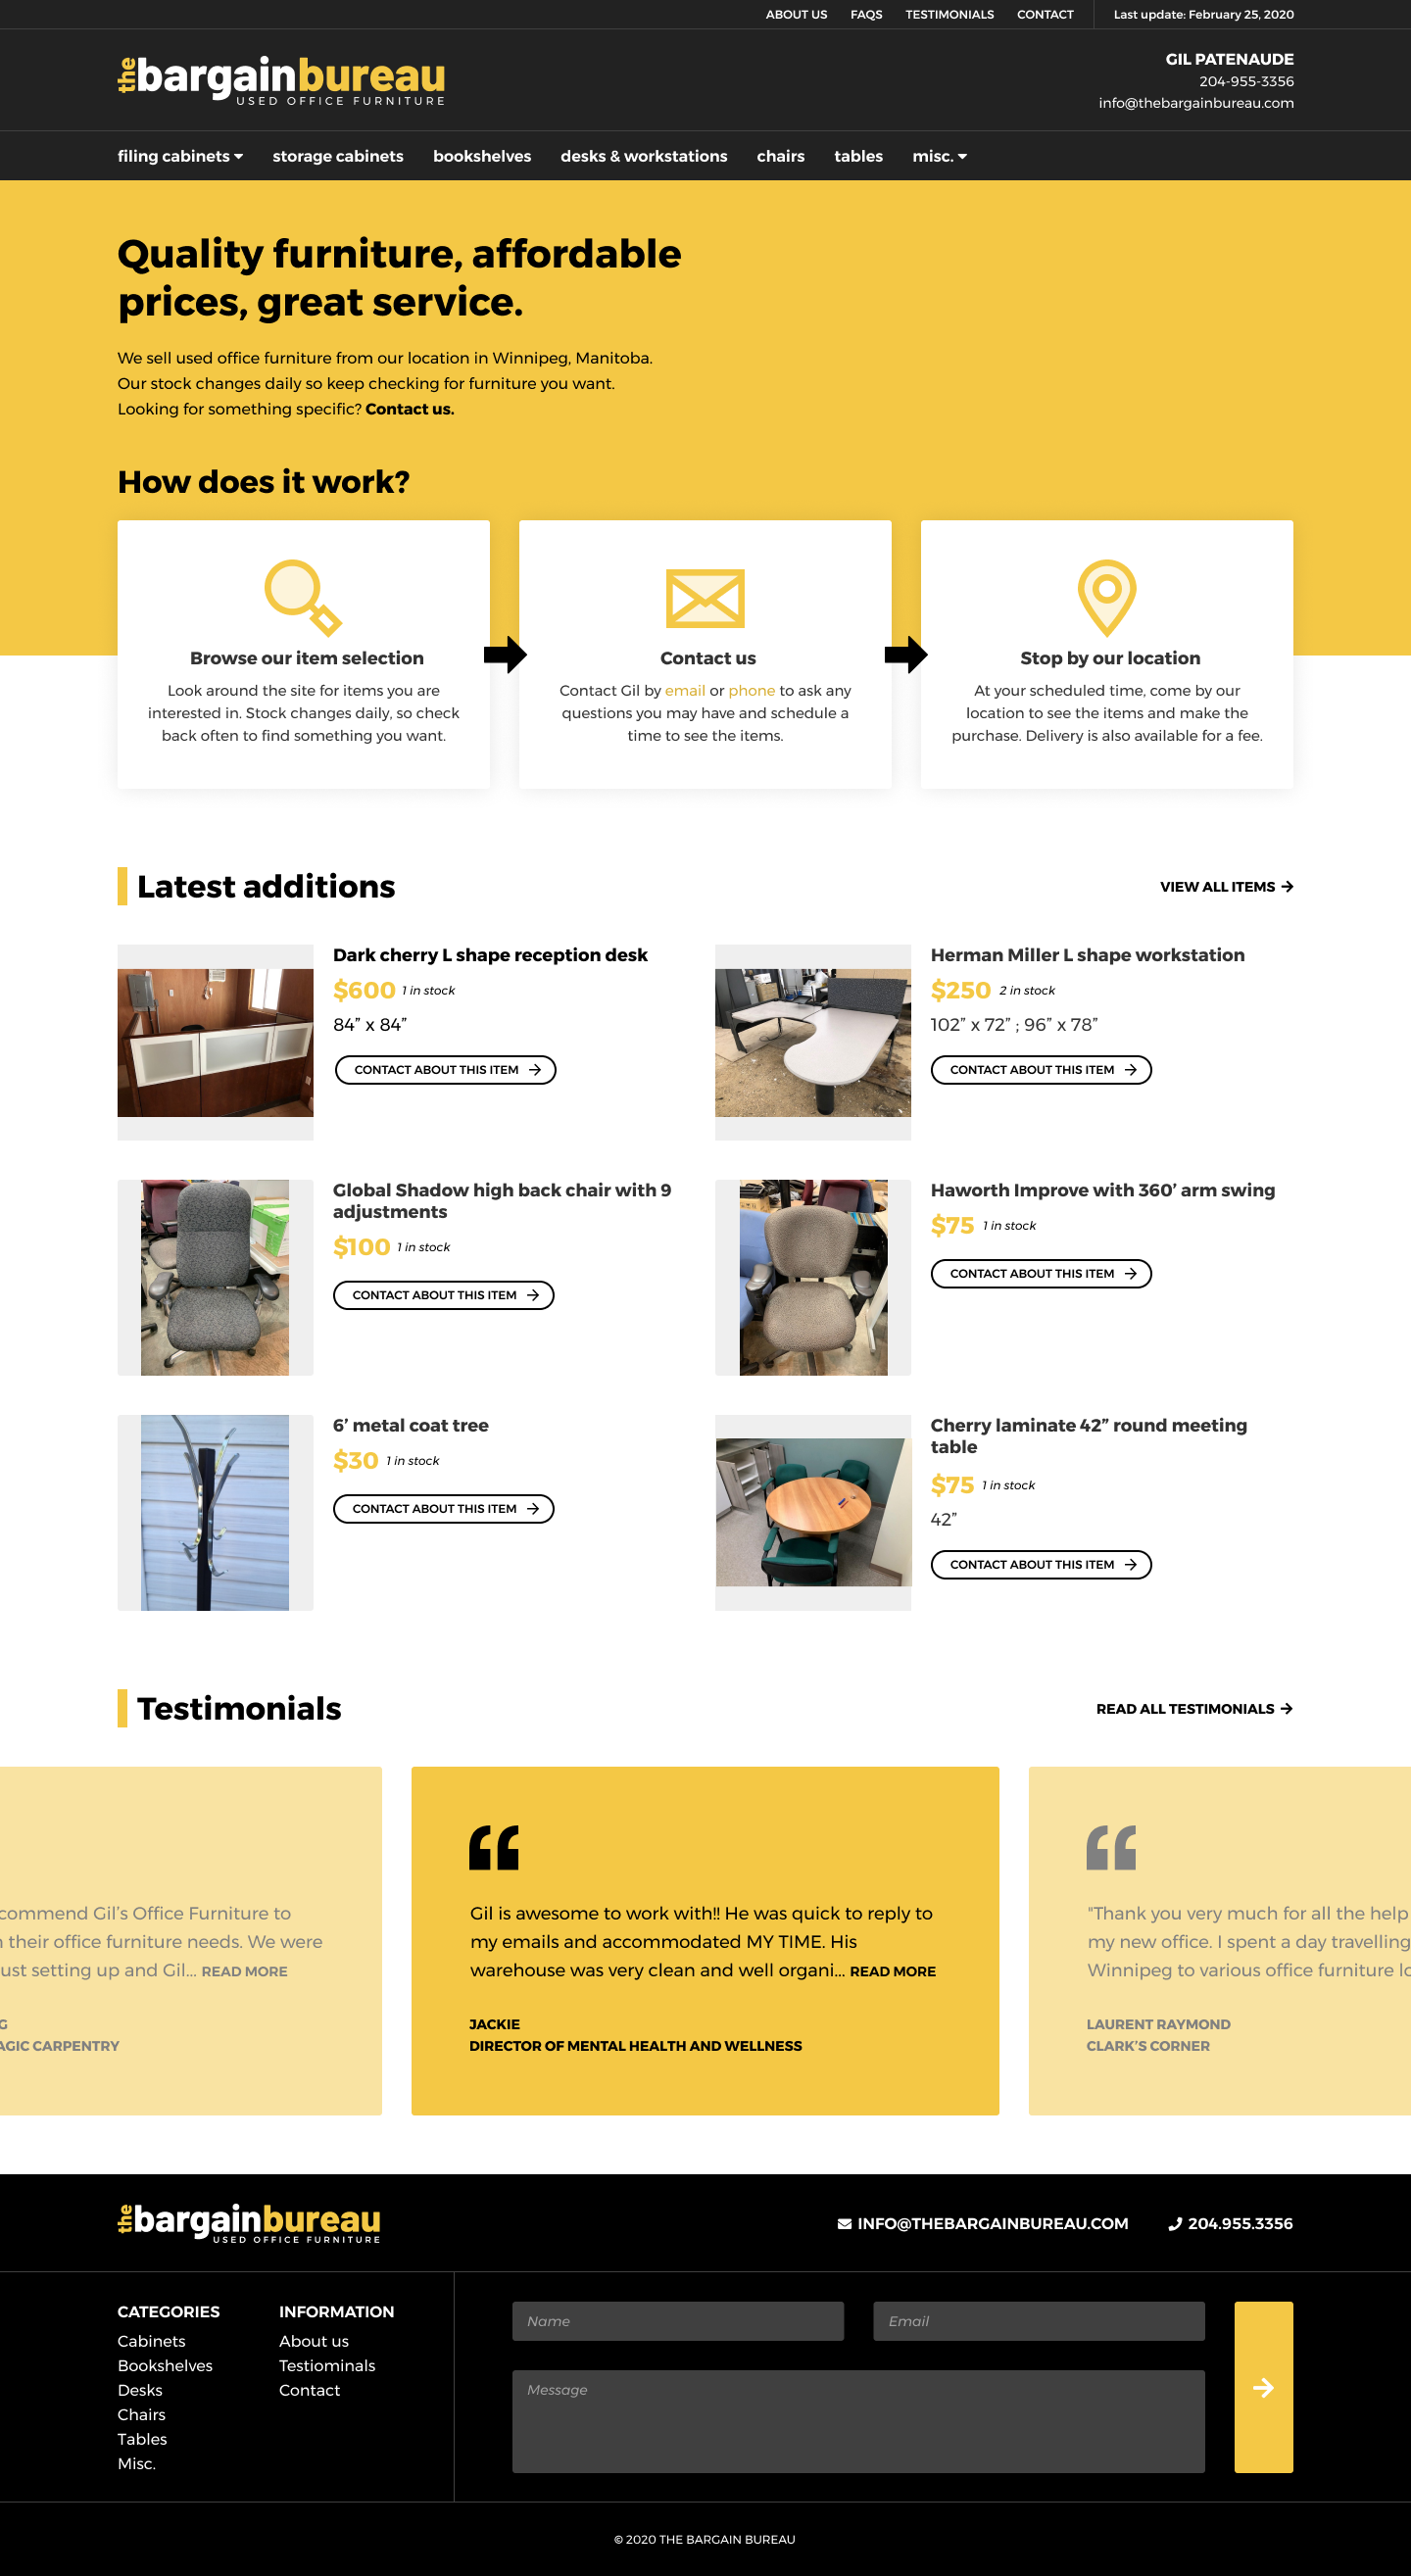 ABOUT US FAQS TESTIMONIALS CONTACT Last update: February 25, 2020
the bargainbureau
USED OFFICE FURNITURE
GIL PATENAUDE
204-955-3356
info@thebargainbureau.com
filing cabinets storage cabinets bookshelves desks & workstations chairs tables misc.
Quality furniture, affordable
prices, great service.
We sell used office furniture from our location in Winnipeg, Manitoba.
Our stock changes daily so keep checking for furniture you want.
Looking for something specific? Contact us.
How does it work?
Browse our item selection
Look around the site for items you are
interested in. Stock changes daily, so check
back often to find something you want.
Contact us
Contact Gil by email or phone to ask any
questions you may have and schedule a
time to see the items.
Stop by our location
At your scheduled time, come by our
location to see the items and make the
purchase. Delivery is also available for a fee.
Latest additions
VIEW ALL ITEMS
Dark cherry L shape reception desk
$600 1 in stock
84” x 84”
CONTACT ABOUT THIS ITEM
Herman Miller L shape workstation
$250 2 in stock
102” x 72” ; 96” x 78”
CONTACT ABOUT THIS ITEM
Global Shadow high back chair with 9
adjustments
$100 1 in stock
CONTACT ABOUT THIS ITEM
Haworth Improve with 360’ arm swing
$75 1 in stock
CONTACT ABOUT THIS ITEM
6’ metal coat tree
$30 1 in stock
CONTACT ABOUT THIS ITEM
Cherry laminate 42” round meeting
table
$75 1 in stock
42”
CONTACT ABOUT THIS ITEM
Testimonials
READ ALL TESTIMONIALS
commend Gil’s Office Furniture to
their office furniture needs. We were
ust setting up and Gil... READ MORE
G
AGIC CARPENTRY
Gil is awesome to work with!! He was quick to reply to
my emails and accommodated MY TIME. His
warehouse was very clean and well organi... READ MORE
JACKIE
DIRECTOR OF MENTAL HEALTH AND WELLNESS
"Thank you very much for all the help
my new office. I spent a day travelling
Winnipeg to various office furniture lo
LAURENT RAYMOND
CLARK’S CORNER
the bargainbureau
USED OFFICE FURNITURE
INFO@THEBARGAINBUREAU.COM 204.955.3356
CATEGORIES
Cabinets
Bookshelves
Desks
Chairs
Tables
Misc.
INFORMATION
About us
Testiominals
Contact
Name
Email
Message
© 2020 THE BARGAIN BUREAU